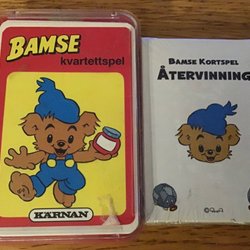 BAMSE
kvartettspel
KÄRNAN
BAMSE KORTSPEL
ÅTERVINNING